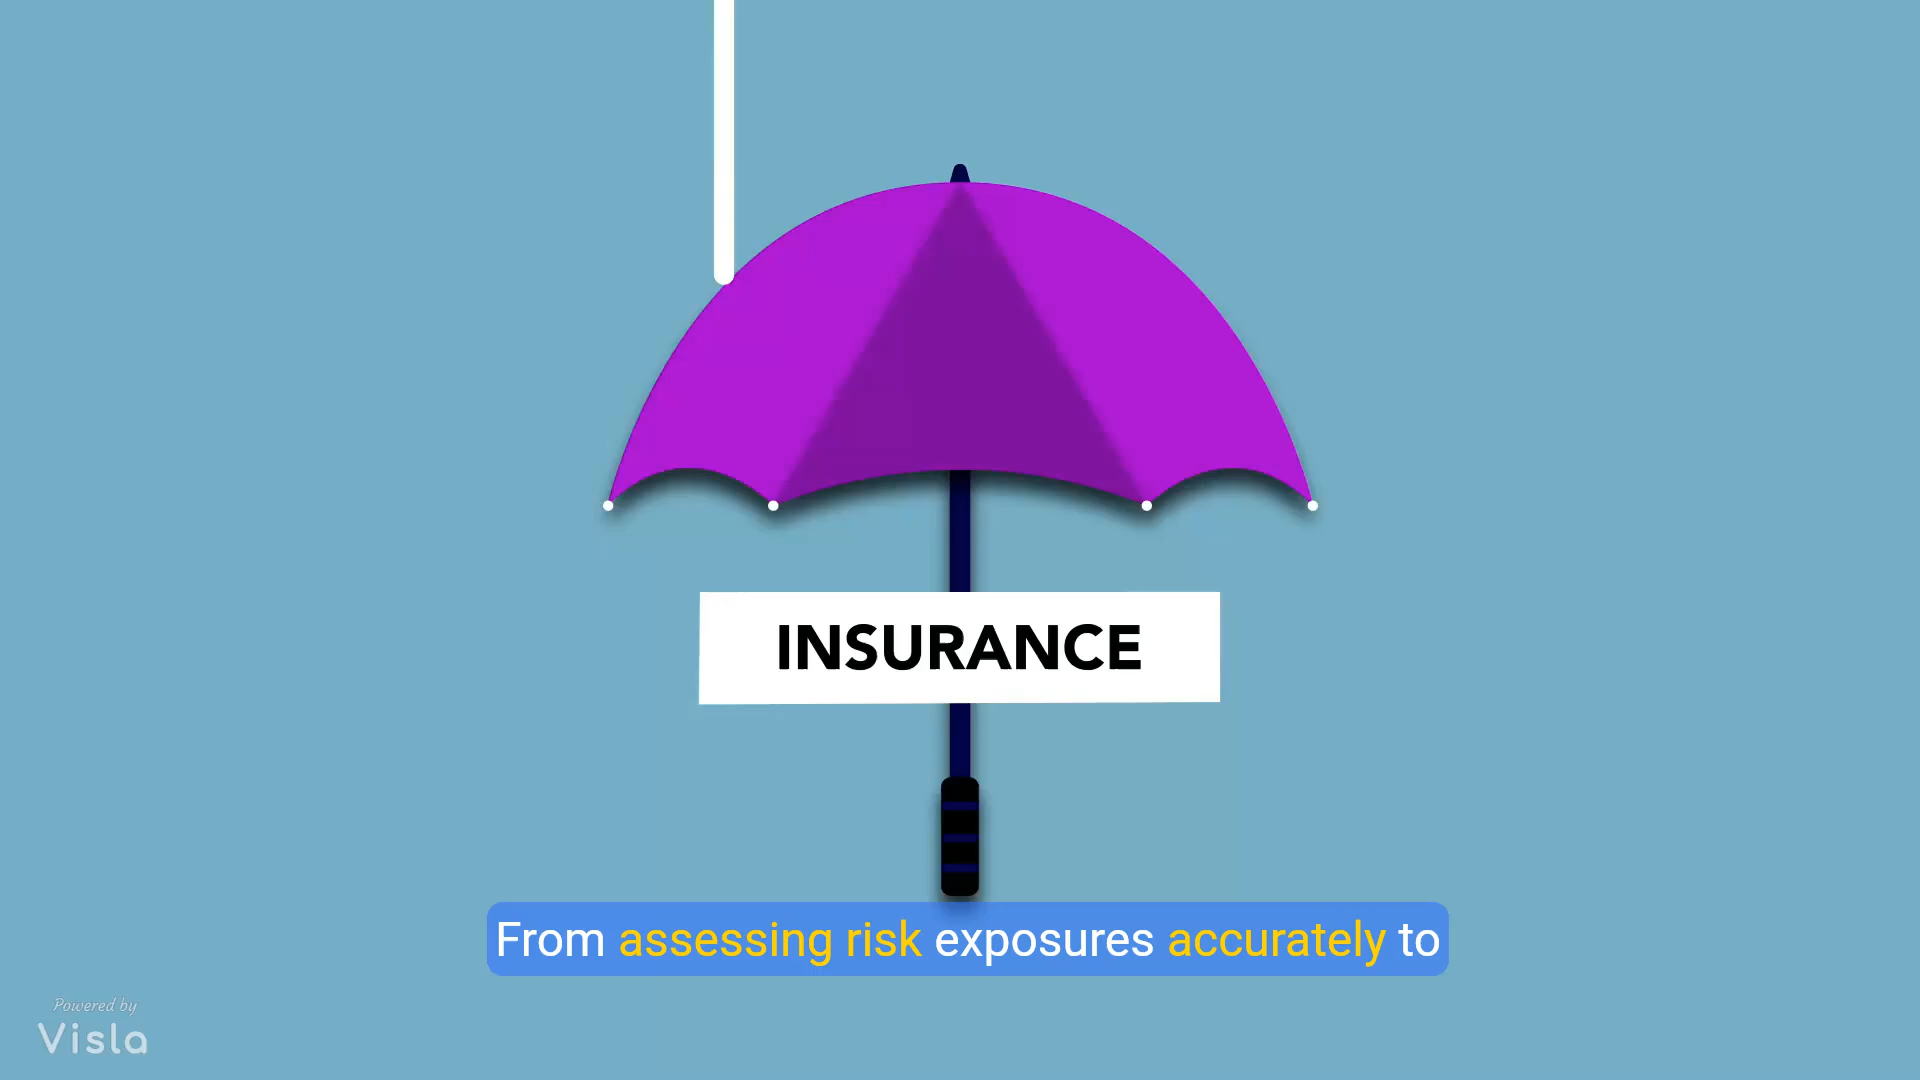 INSURANCE
From assessing risk exposures accurately to
Powered by
Visla